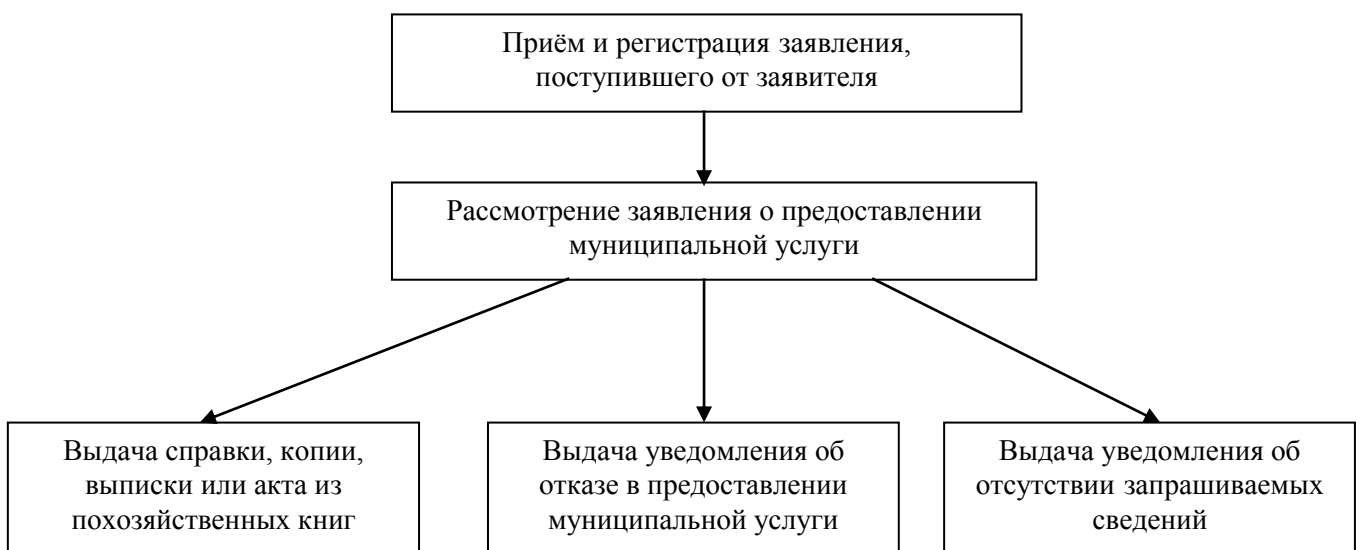 Приём и регистрация заявления,
поступившего от заявителя
Рассмотрение заявления о предоставлении
муниципальной услуги
Выдача справки, копии,
выписки или акта из
похозяйственных книг
Выдача уведомления об
отказе в предоставлении
муниципальной услуги
Выдача уведомления об
отсутствии запрашиваемых
сведений